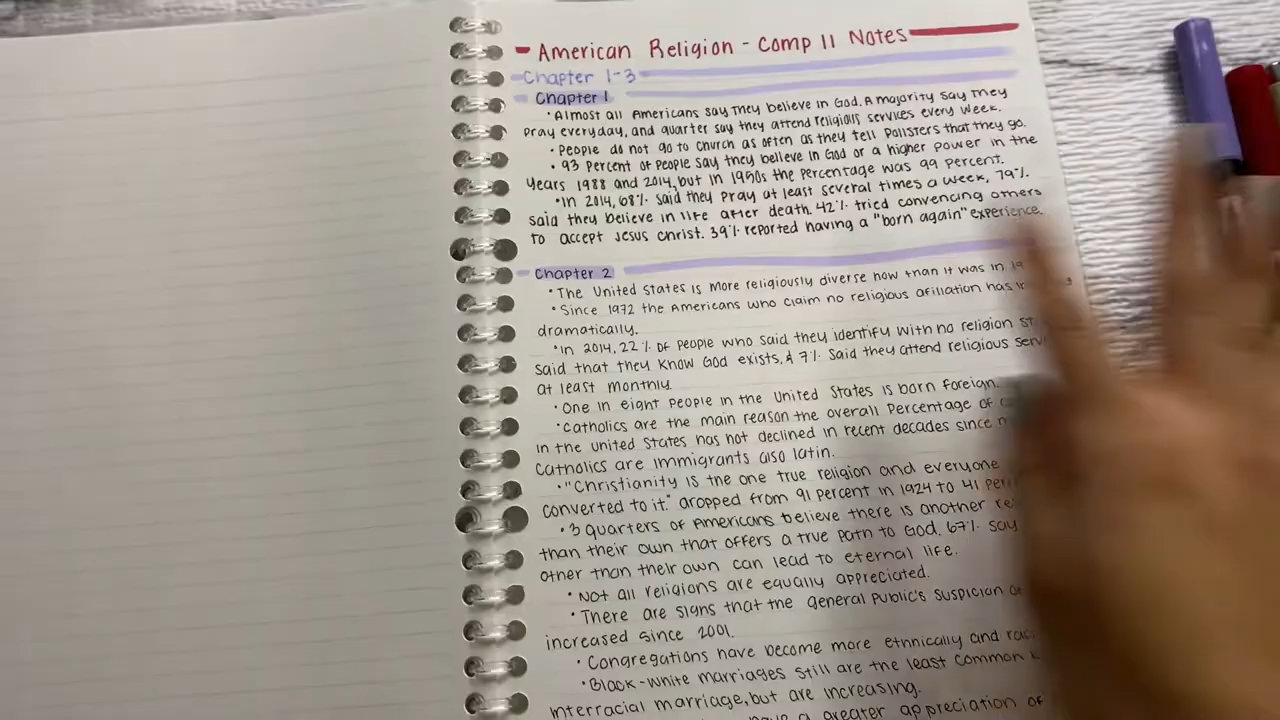 American Religion - Comp 11 Notes
Chapter 1-3
Chapter 1
• Almost all Americans say they believe in God. A majority say they
pray everyday, and quarter say they attend religious services every week.
• People do not go to church as often as they tell pollsters that they go.
• 93 percent of people say they believe in God or a higher power in the
years 1988 and 2014, but in 1950s the percentage was 99 percent.
• In 2014, 68% said they pray at least several times a week, 79%
said they believe in life after death. 42% tried convencing others
to accept Jesus Christ. 39% reported having a "born again" experience.
Chapter 2
• The United States is more religiously diverse now than it was in
• Since 1972 the Americans who claim no religious afiliation has
dramatically.
• In 2014, 22% of people who said they identify with no religion
said that they know God exists, & 7% said they attend religious
at least monthly.
• One in eight people in the United States is born foreign.
• Catholics are the main reason the overall percentage of
in the United States has not declined in recent decades since
Catholics are immigrants also latin.
• "Christianity is the one true religion and everyone
converted to it." dropped from 91 percent in 1924 to 41
• 3 quarters of Americans believe there is another
than their own that offers a true path to God. 67% say
other than their own can lead to eternal life.
• Not all religions are equally appreciated.
• There are signs that the general public's suspicion
increased since 2001.
• Congregations have become more ethnically and
• Black-white marriages still are the least common
interracial marriage, but are increasing.
a greater appreciation of